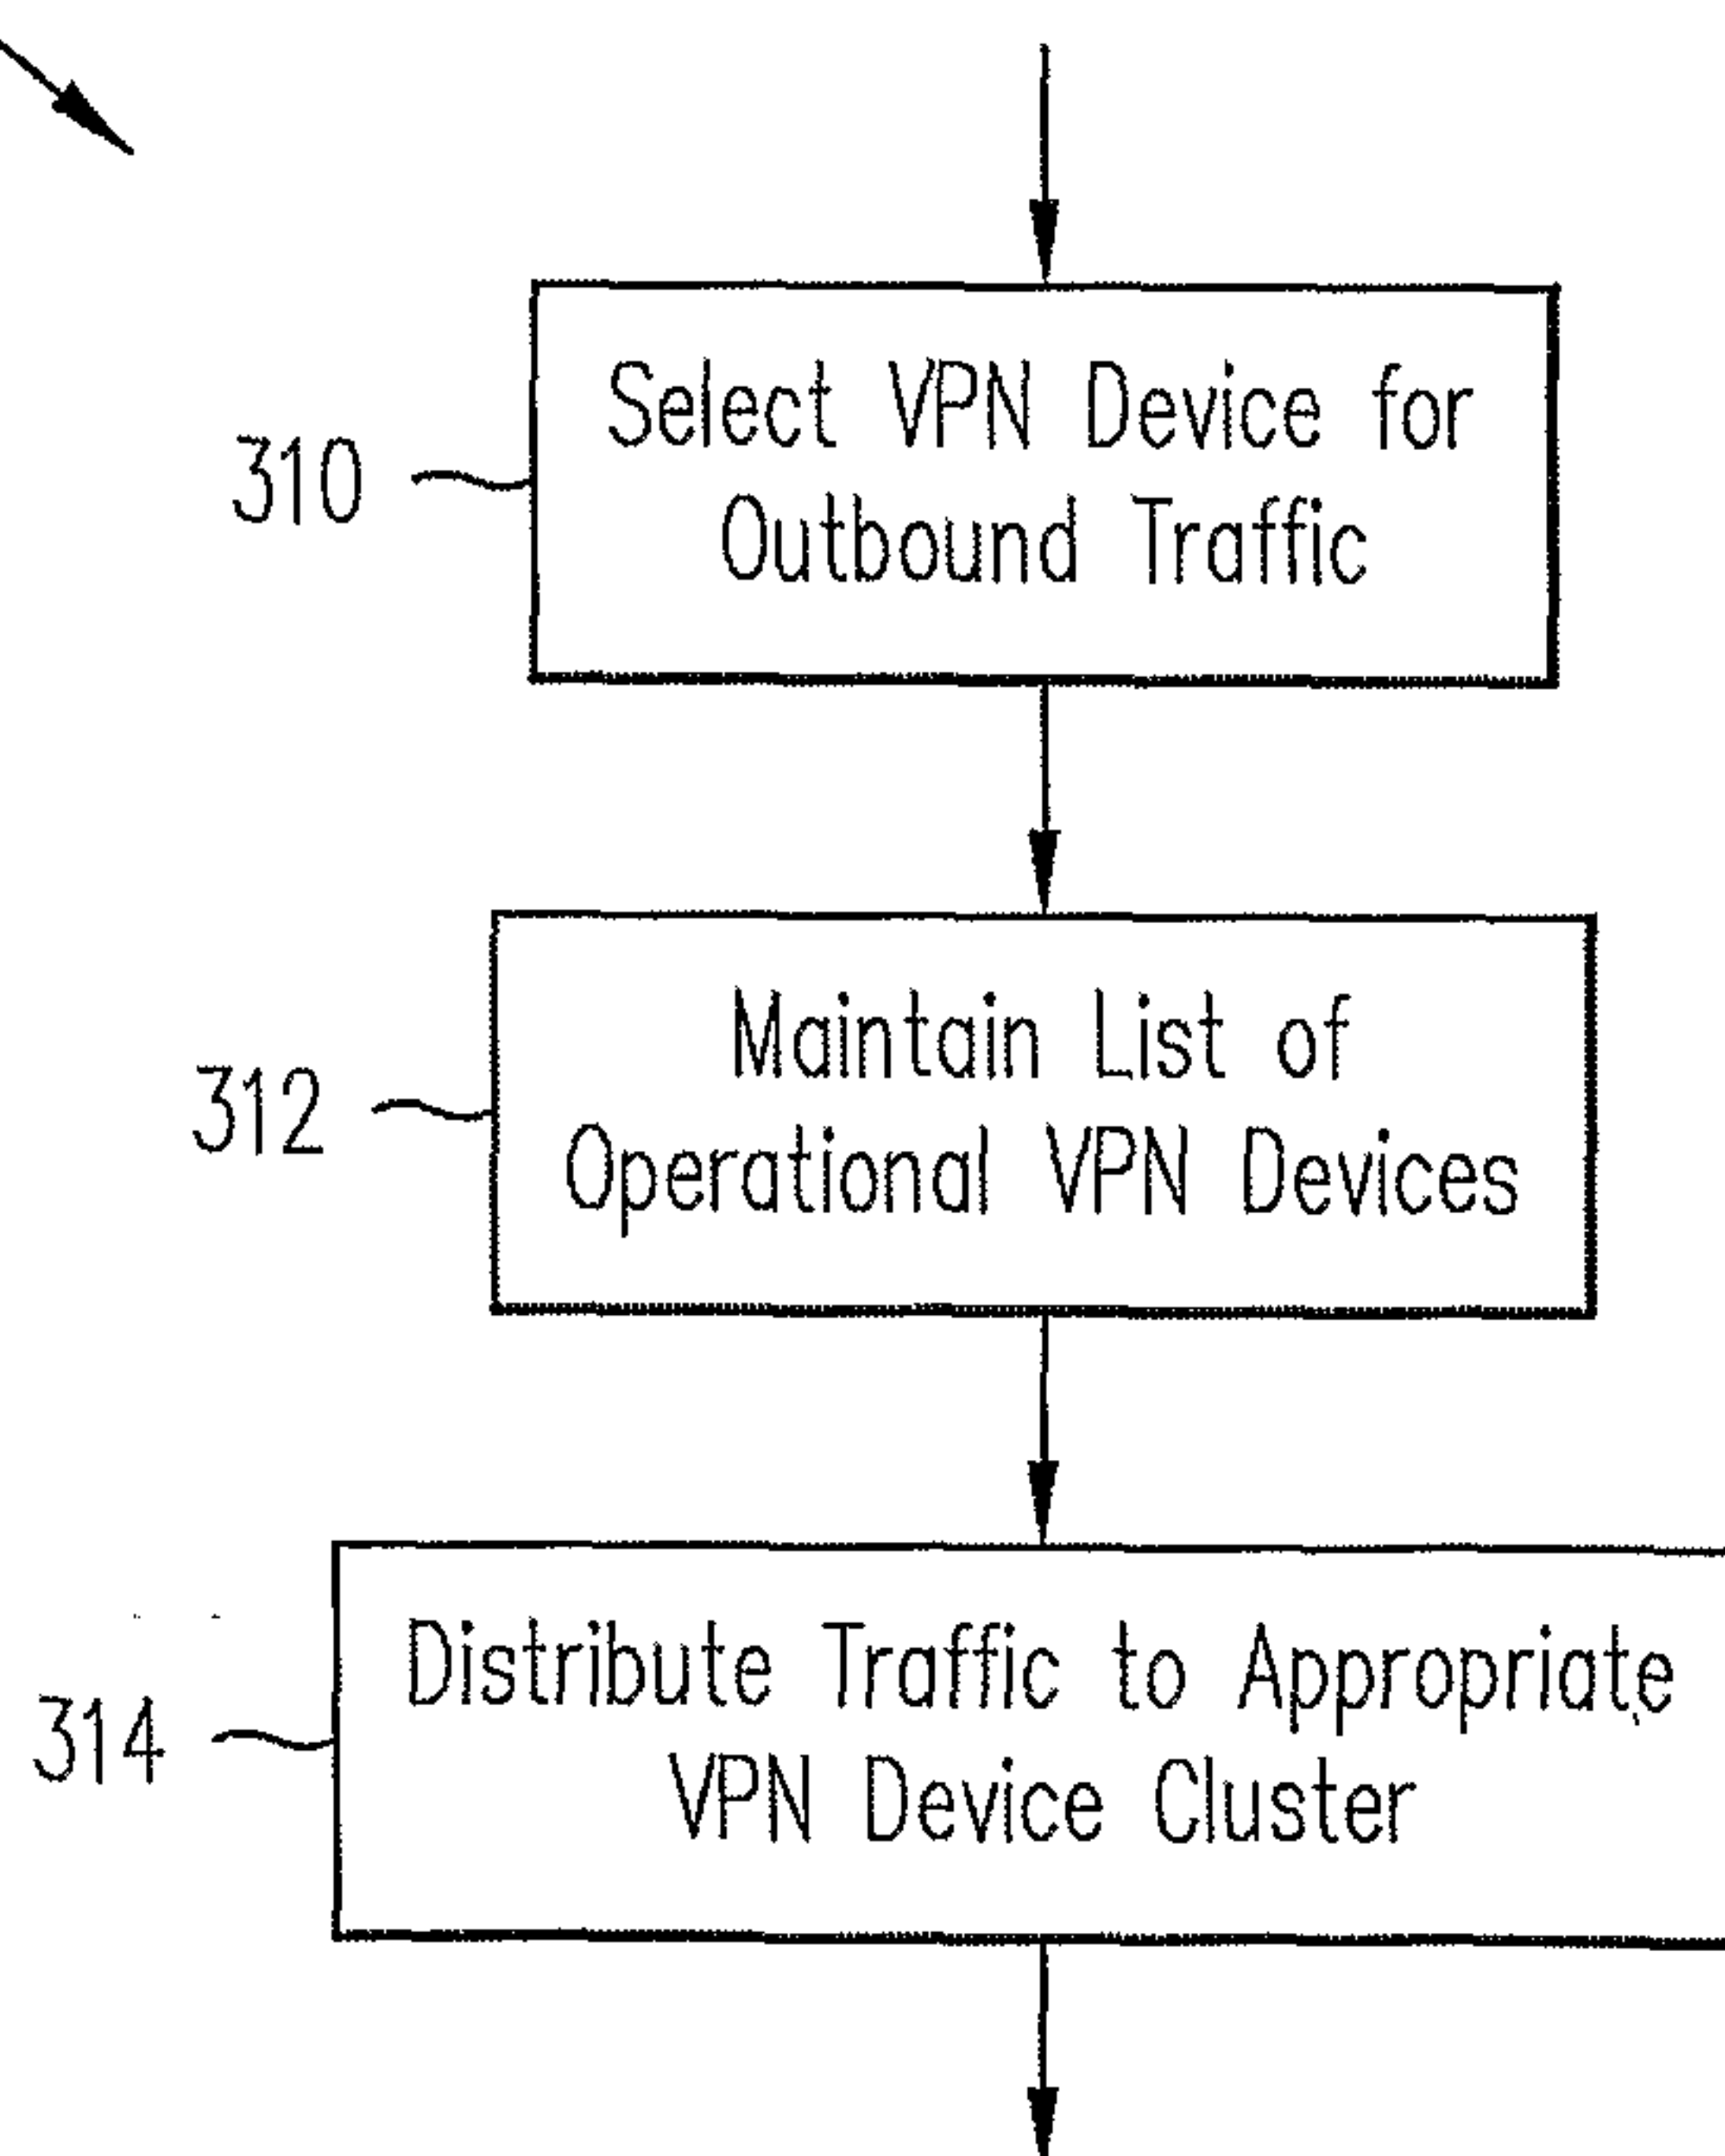 310
Select VPN Device for
Outbound Traffic
312
Maintain List of
Operational VPN Devices
314
Distribute Traffic to Appropriate
VPN Device Cluster